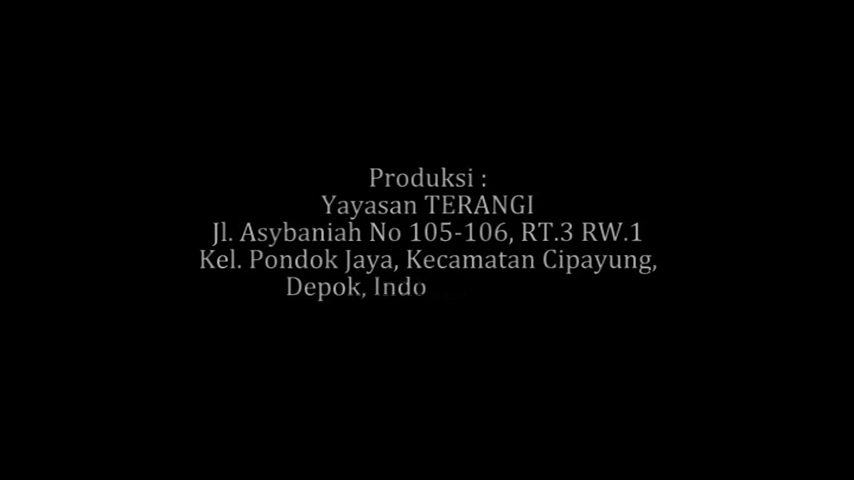 Produksi :
Yayasan TERANGI
Jl. Asybaniah No 105-106, RT.3 RW.1
Kel. Pondok Jaya, Kecamatan Cipayung,
Depok, Indo